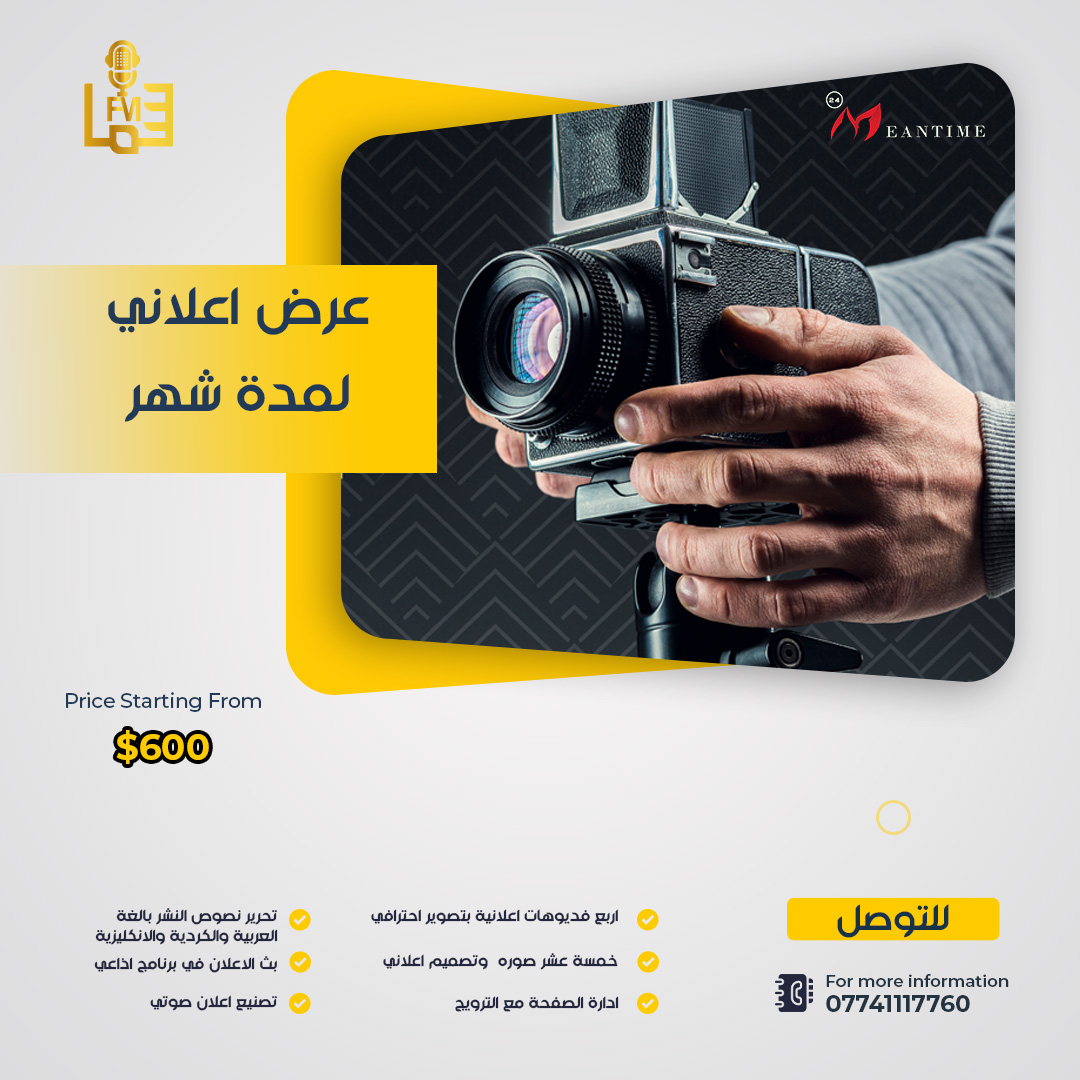 FM
24
MEANTIME
عرض اعلاني
لمدة شهر
Price Starting From
$600
اربع فديوهات اعلانية بتصوير احترافي
خمسة عشر صوره وتصميم اعلاني
ادارة الصفحة مع الترويج
تحرير نصوص النشر بالغة
العربية والكردية والانكليزية
بث الاعلان في برنامج اذاعي
تصنيع اعلان صوتي
للتوصل
For more information
07741117760